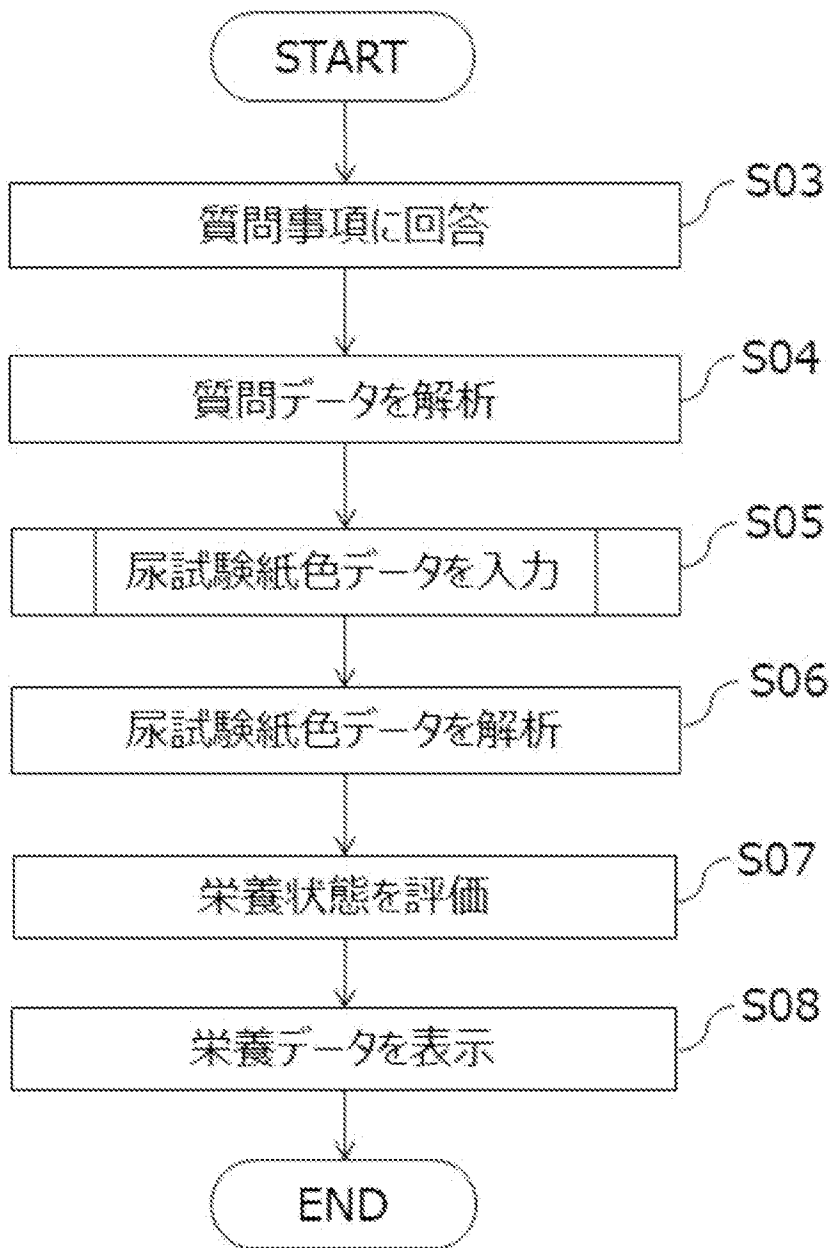 START
質問事項に回答
S03
質問データを解析
S04
尿試験紙色データを入力
S05
尿試験紙色データを解析
S06
栄養状態を評価
S07
栄養データを表示
S08
END